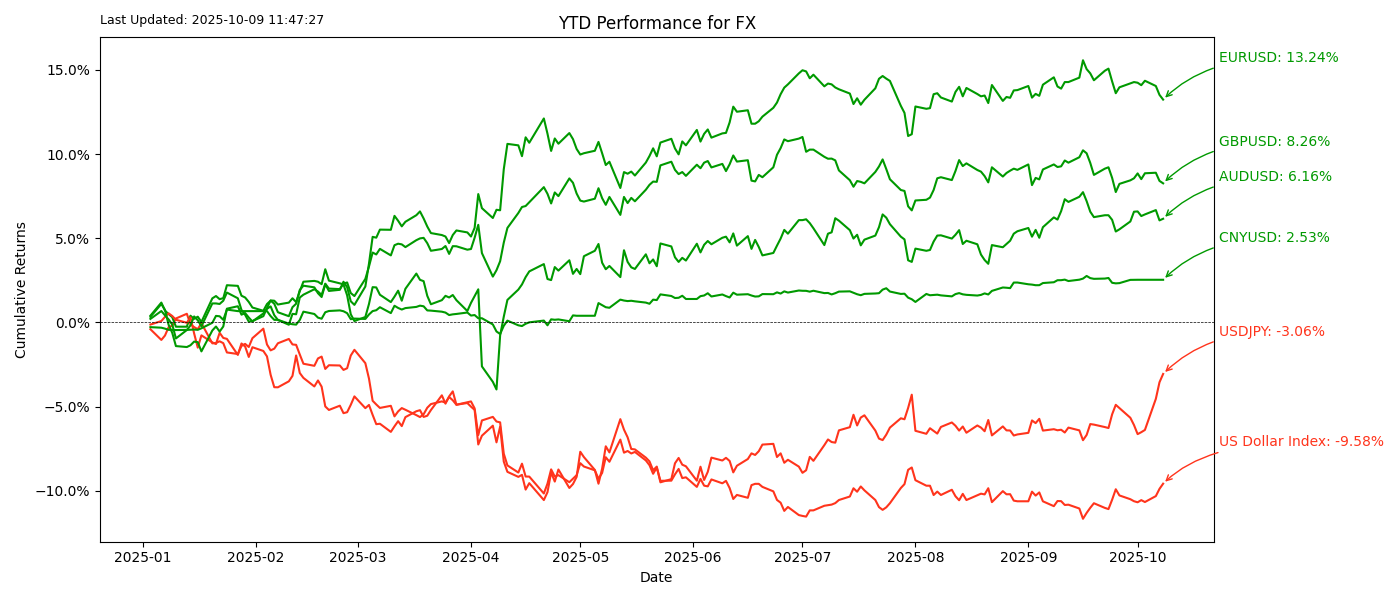 Last Updated: 2025-10-09 11:47:27
YTD Performance for FX
Cumulative Returns
15.0%
10.0%
5.0%
0.0%
−5.0%
−10.0%
EURUSD: 13.24%
GBPUSD: 8.26%
AUDUSD: 6.16%
CNYUSD: 2.53%
USDJPY: -3.06%
US Dollar Index: -9.58%
2025-01
2025-02
2025-03
2025-04
2025-05
2025-06
2025-07
2025-08
2025-09
2025-10
Date